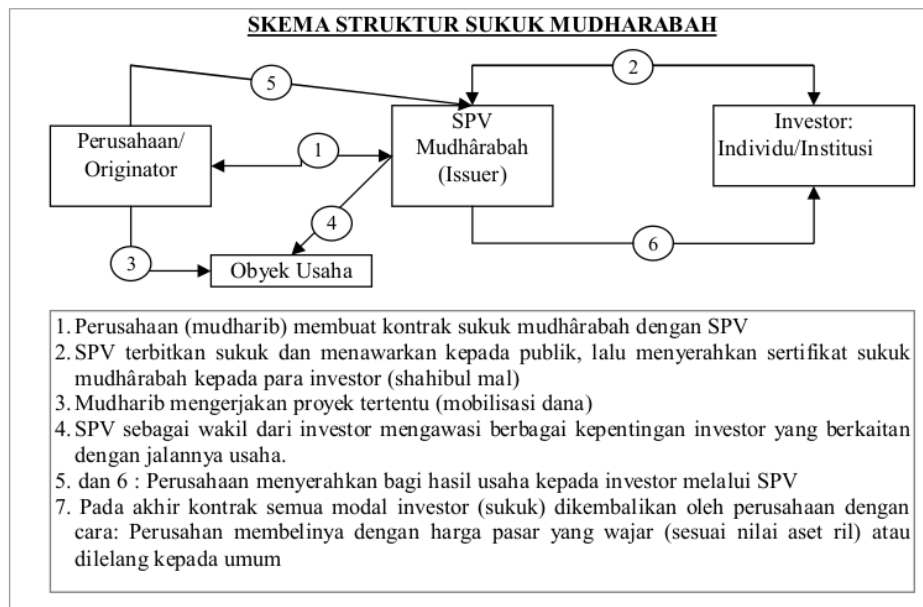 SKEMA STRUKTUR SUKUK MUDHARABAH
5
2
Perusahaan/
Originator
1
SPV
Mudhârabah
(Issuer)
Investor:
Individu/Institusi
4
3
6
Obyek Usaha
1. Perusahaan (mudharib) membuat kontrak sukuk mudhârabah dengan SPV
2. SPV terbitkan sukuk dan menawarkan kepada publik, lalu menyerahkan sertifikat sukuk
mudhârabah kepada para investor (shahibul mal)
3. Mudharib mengerjakan proyek tertentu (mobilisasi dana)
4. SPV sebagai wakil dari investor mengawasi berbagai kepentingan investor yang berkaitan
dengan jalannya usaha.
5. dan 6 : Perusahaan menyerahkan bagi hasil usaha kepada investor melalui SPV
7. Pada akhir kontrak semua modal investor (sukuk) dikembalikan oleh perusahaan dengan
cara: Perusahan membelinya dengan harga pasar yang wajar (sesuai nilai aset ril) atau
dilelang kepada umum